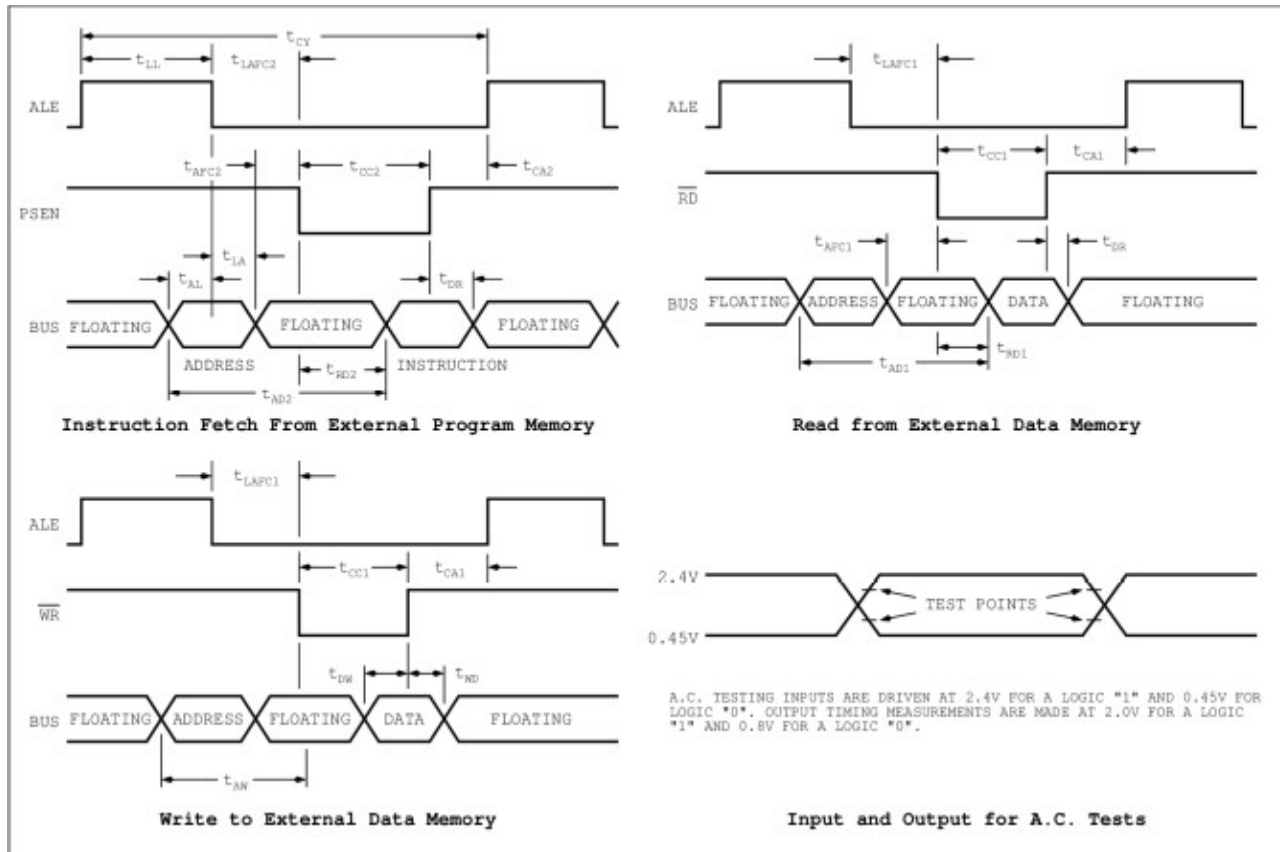 tCY
tLL
tLAFC2
ALE
tAFC2
tCC2
tCA2
PSEN
tLA
tAL
tDR
BUS
FLOATING
FLOATING
FLOATING
ADDRESS
tRD2
INSTRUCTION
tAD2
Instruction Fetch From External Program Memory
tLAFC1
ALE
tCC1
tCA1
RD
tAFC1
tDR
BUS
FLOATING
ADDRESS
FLOATING
DATA
FLOATING
tRD1
tAD1
Read from External Data Memory
tLAFC1
ALE
tCC1
tCA1
WR
tDW
tWD
BUS
FLOATING
ADDRESS
FLOATING
DATA
FLOATING
tAW
Write to External Data Memory
2.4V
TEST POINTS
0.45V
A.C. TESTING INPUTS ARE DRIVEN AT 2.4V FOR A LOGIC "1" AND 0.45V FOR
LOGIC "0". OUTPUT TIMING MEASUREMENTS ARE MADE AT 2.0V FOR A LOGIC
"1" AND 0.8V FOR A LOGIC "0".
Input and Output for A.C. Tests